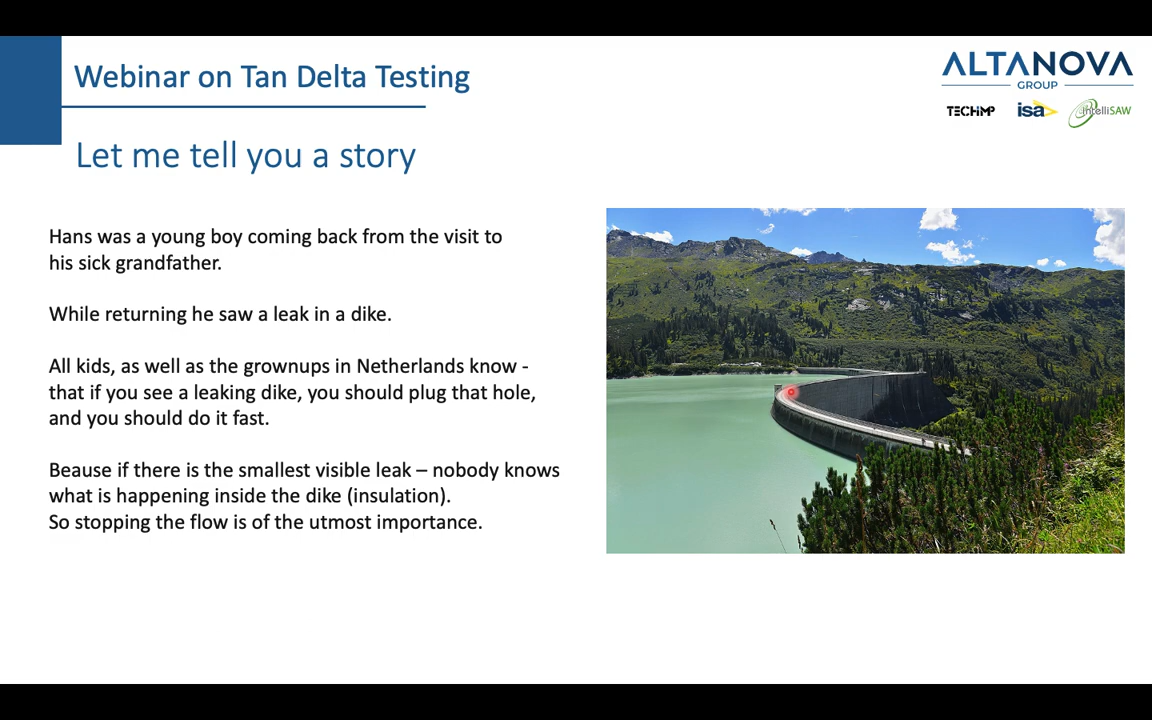 Webinar on Tan Delta Testing
ALTANOVA
GROUP
TECHIMP
isa
intelliSAW
Let me tell you a story
Hans was a young boy coming back from the visit to
his sick grandfather.
While returning he saw a leak in a dike.
All kids, as well as the grownups in Netherlands know -
that if you see a leaking dike, you should plug that hole,
and you should do it fast.
Beause if there is the smallest visible leak – nobody knows
what is happening inside the dike (insulation).
So stopping the flow is of the utmost importance.